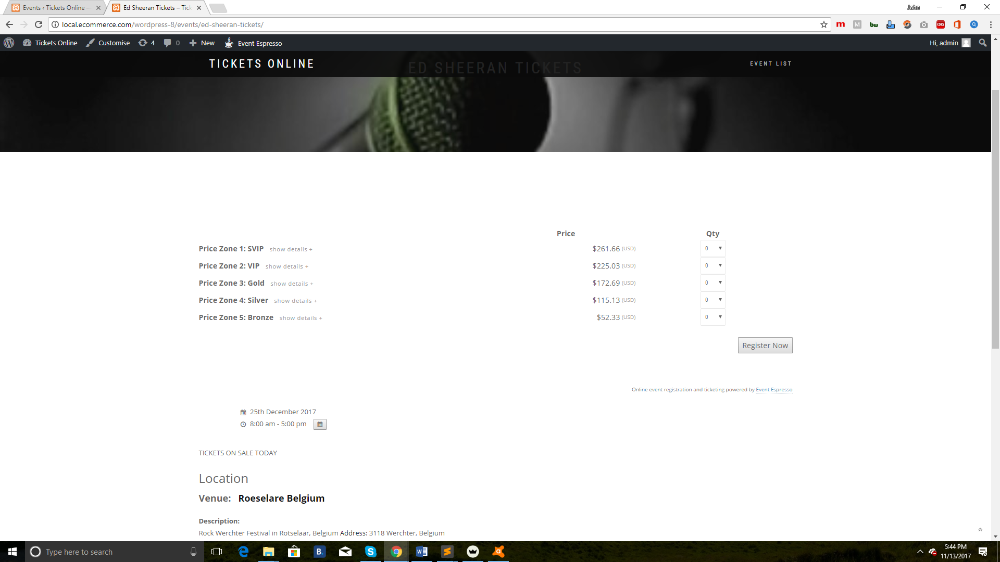 Events ‹ Tickets Online —
Ed Sheeran Tickets – Tick
John
local.ecommerce.com/wordpress-8/events/ed-sheeran-tickets/
m M bw CORS
Tickets Online Customise 4 0 New Event Espresso Hi, admin
TICKETS ONLINE ED SHEERAN TICKETS EVENT LIST
Price Qty
Price Zone 1: SVIP show details + $261.66 (USD) 0
Price Zone 2: VIP show details + $225.03 (USD) 0
Price Zone 3: Gold show details + $172.69 (USD) 0
Price Zone 4: Silver show details + $115.13 (USD) 0
Price Zone 5: Bronze show details + $52.33 (USD) 0
Register Now
Online event registration and ticketing powered by Event Espresso
25th December 2017
8:00 am - 5:00 pm
TICKETS ON SALE TODAY
Location
Venue: Roeselare Belgium
Description:
Rock Werchter Festival in Rotselaar, Belgium Address: 3118 Werchter, Belgium
Type here to search
B.
5:44 PM
11/13/2017